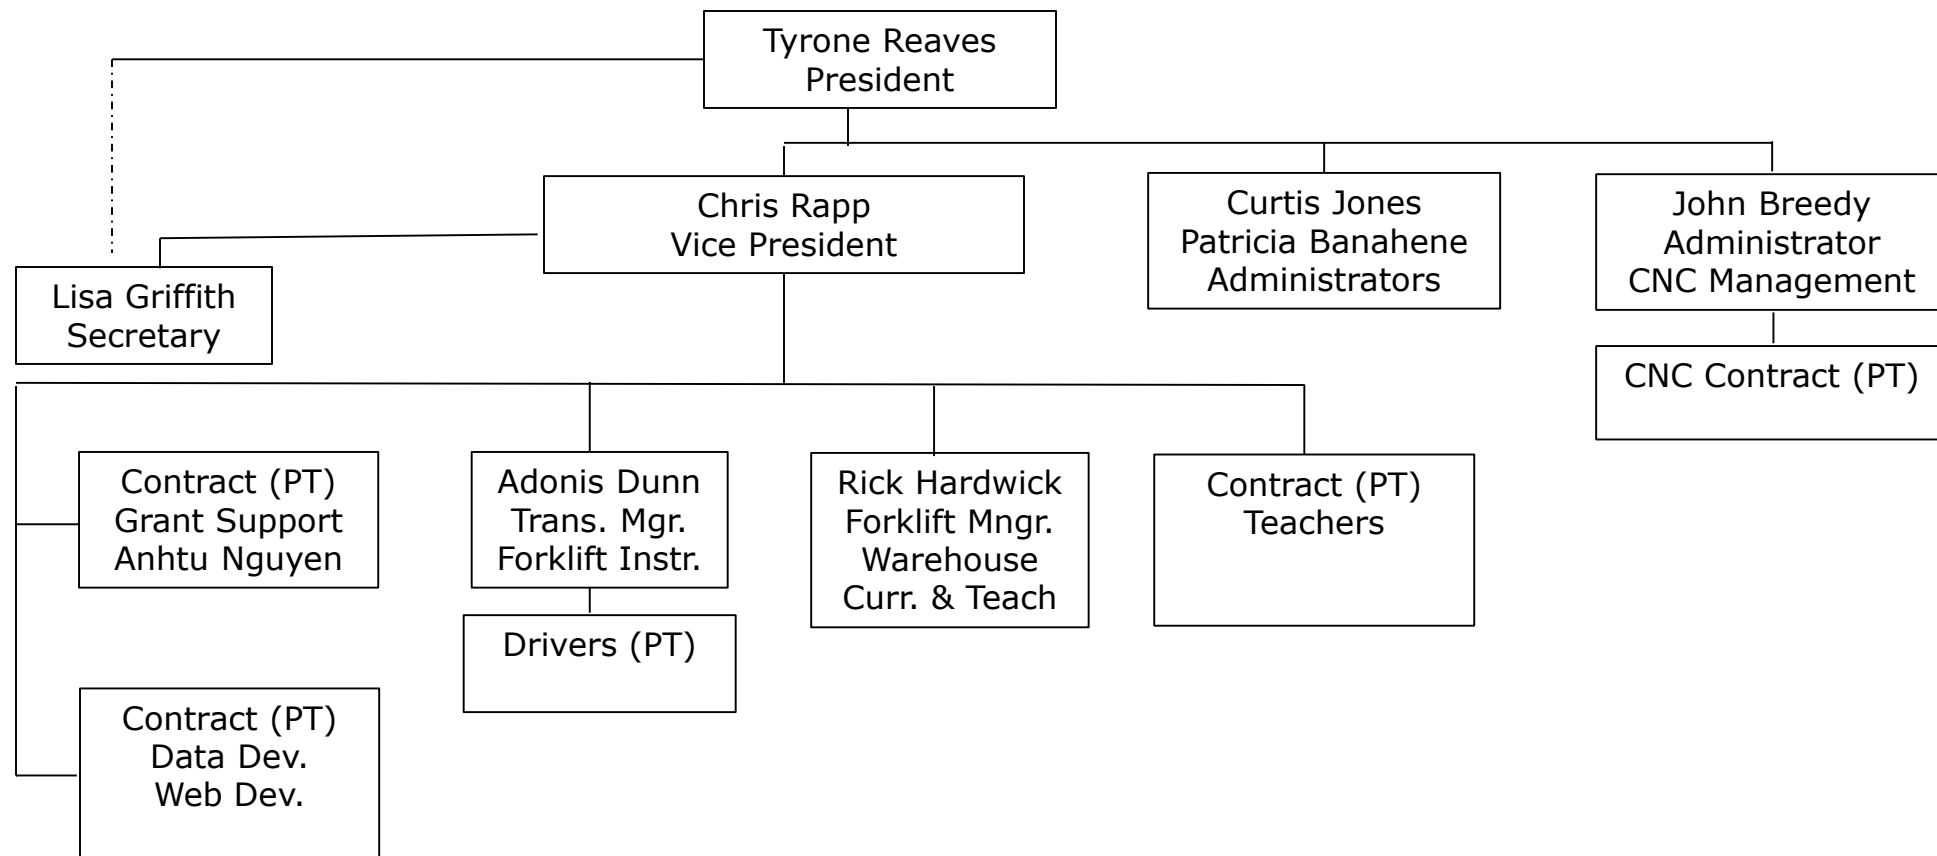 Tyrone Reaves
President
Chris Rapp
Vice President
Curtis Jones
Patricia Banahene
Administrators
John Breedy
Administrator
CNC Management
Lisa Griffith
Secretary
CNC Contract (PT)
Contract (PT)
Grant Support
Anhtu Nguyen
Adonis Dunn
Trans. Mgr.
Forklift Instr.
Rick Hardwick
Forklift Mngr.
Warehouse
Curr. & Teach
Contract (PT)
Teachers
Drivers (PT)
Contract (PT)
Data Dev.
Web Dev.